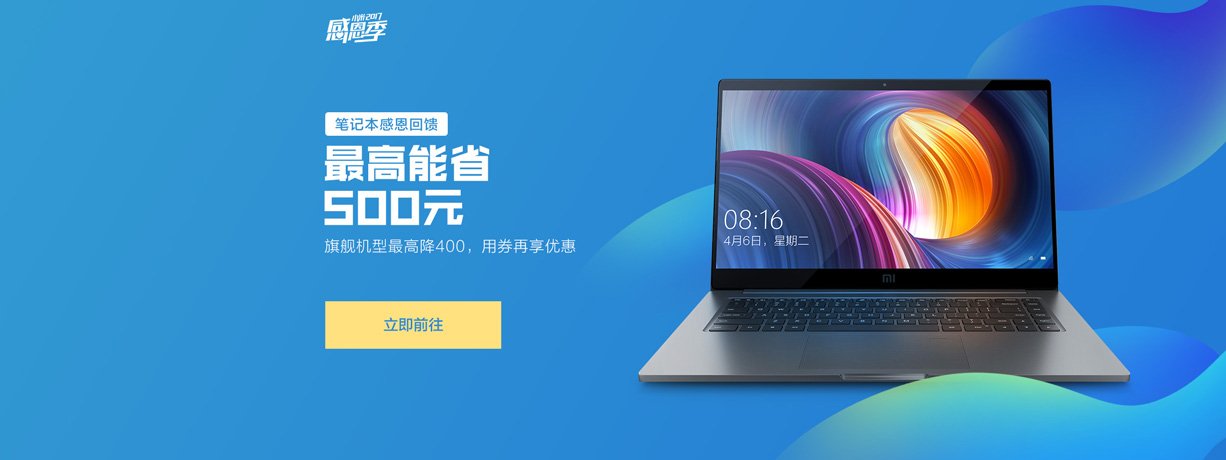 小米2017
感恩季
笔记本感恩回馈
最高能省
500元
旗舰机型最高降400，用券再享优惠
立即前往
08:16
4月6日，星期二
mi